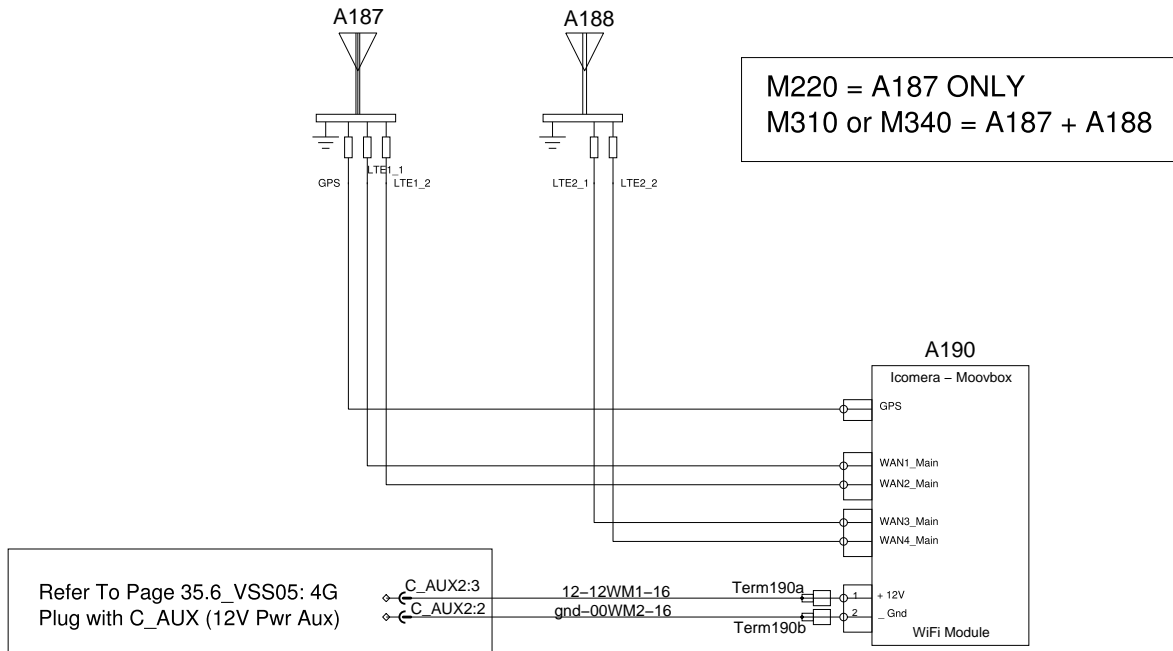 A187
A188
M220 = A187 ONLY
M310 or M340 = A187 + A188
LTE1_1
GPS
LTE1_2
LTE2_1
LTE2_2
A190
Icomera – Moovbox
GPS
WAN1_Main
WAN2_Main
WAN3_Main
WAN4_Main
Refer To Page 35.6_VSS05: 4G
Plug with C_AUX (12V Pwr Aux)
C_AUX2:3
12–12WM1–16
Term190a
1
+ 12V
C_AUX2:2
gnd–00WM2–16
Term190b
2
_ Gnd
WiFi Module